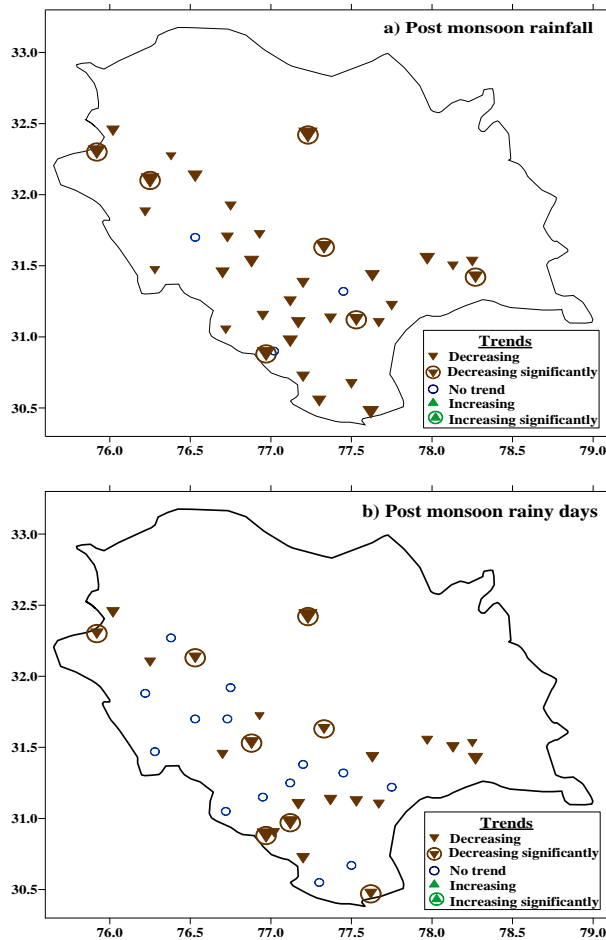 a) Post monsoon rainfall
33.0
32.5
32.0
31.5
31.0
30.5
Trends
Decreasing
Decreasing significantly
No trend
Increasing
Increasing significantly
76.0 76.5 77.0 77.5 78.0 78.5 79.0
b) Post monsoon rainy days
33.0
32.5
32.0
31.5
31.0
30.5
Trends
Decreasing
Decreasing significantly
No trend
Increasing
Increasing significantly
76.0 76.5 77.0 77.5 78.0 78.5 79.0